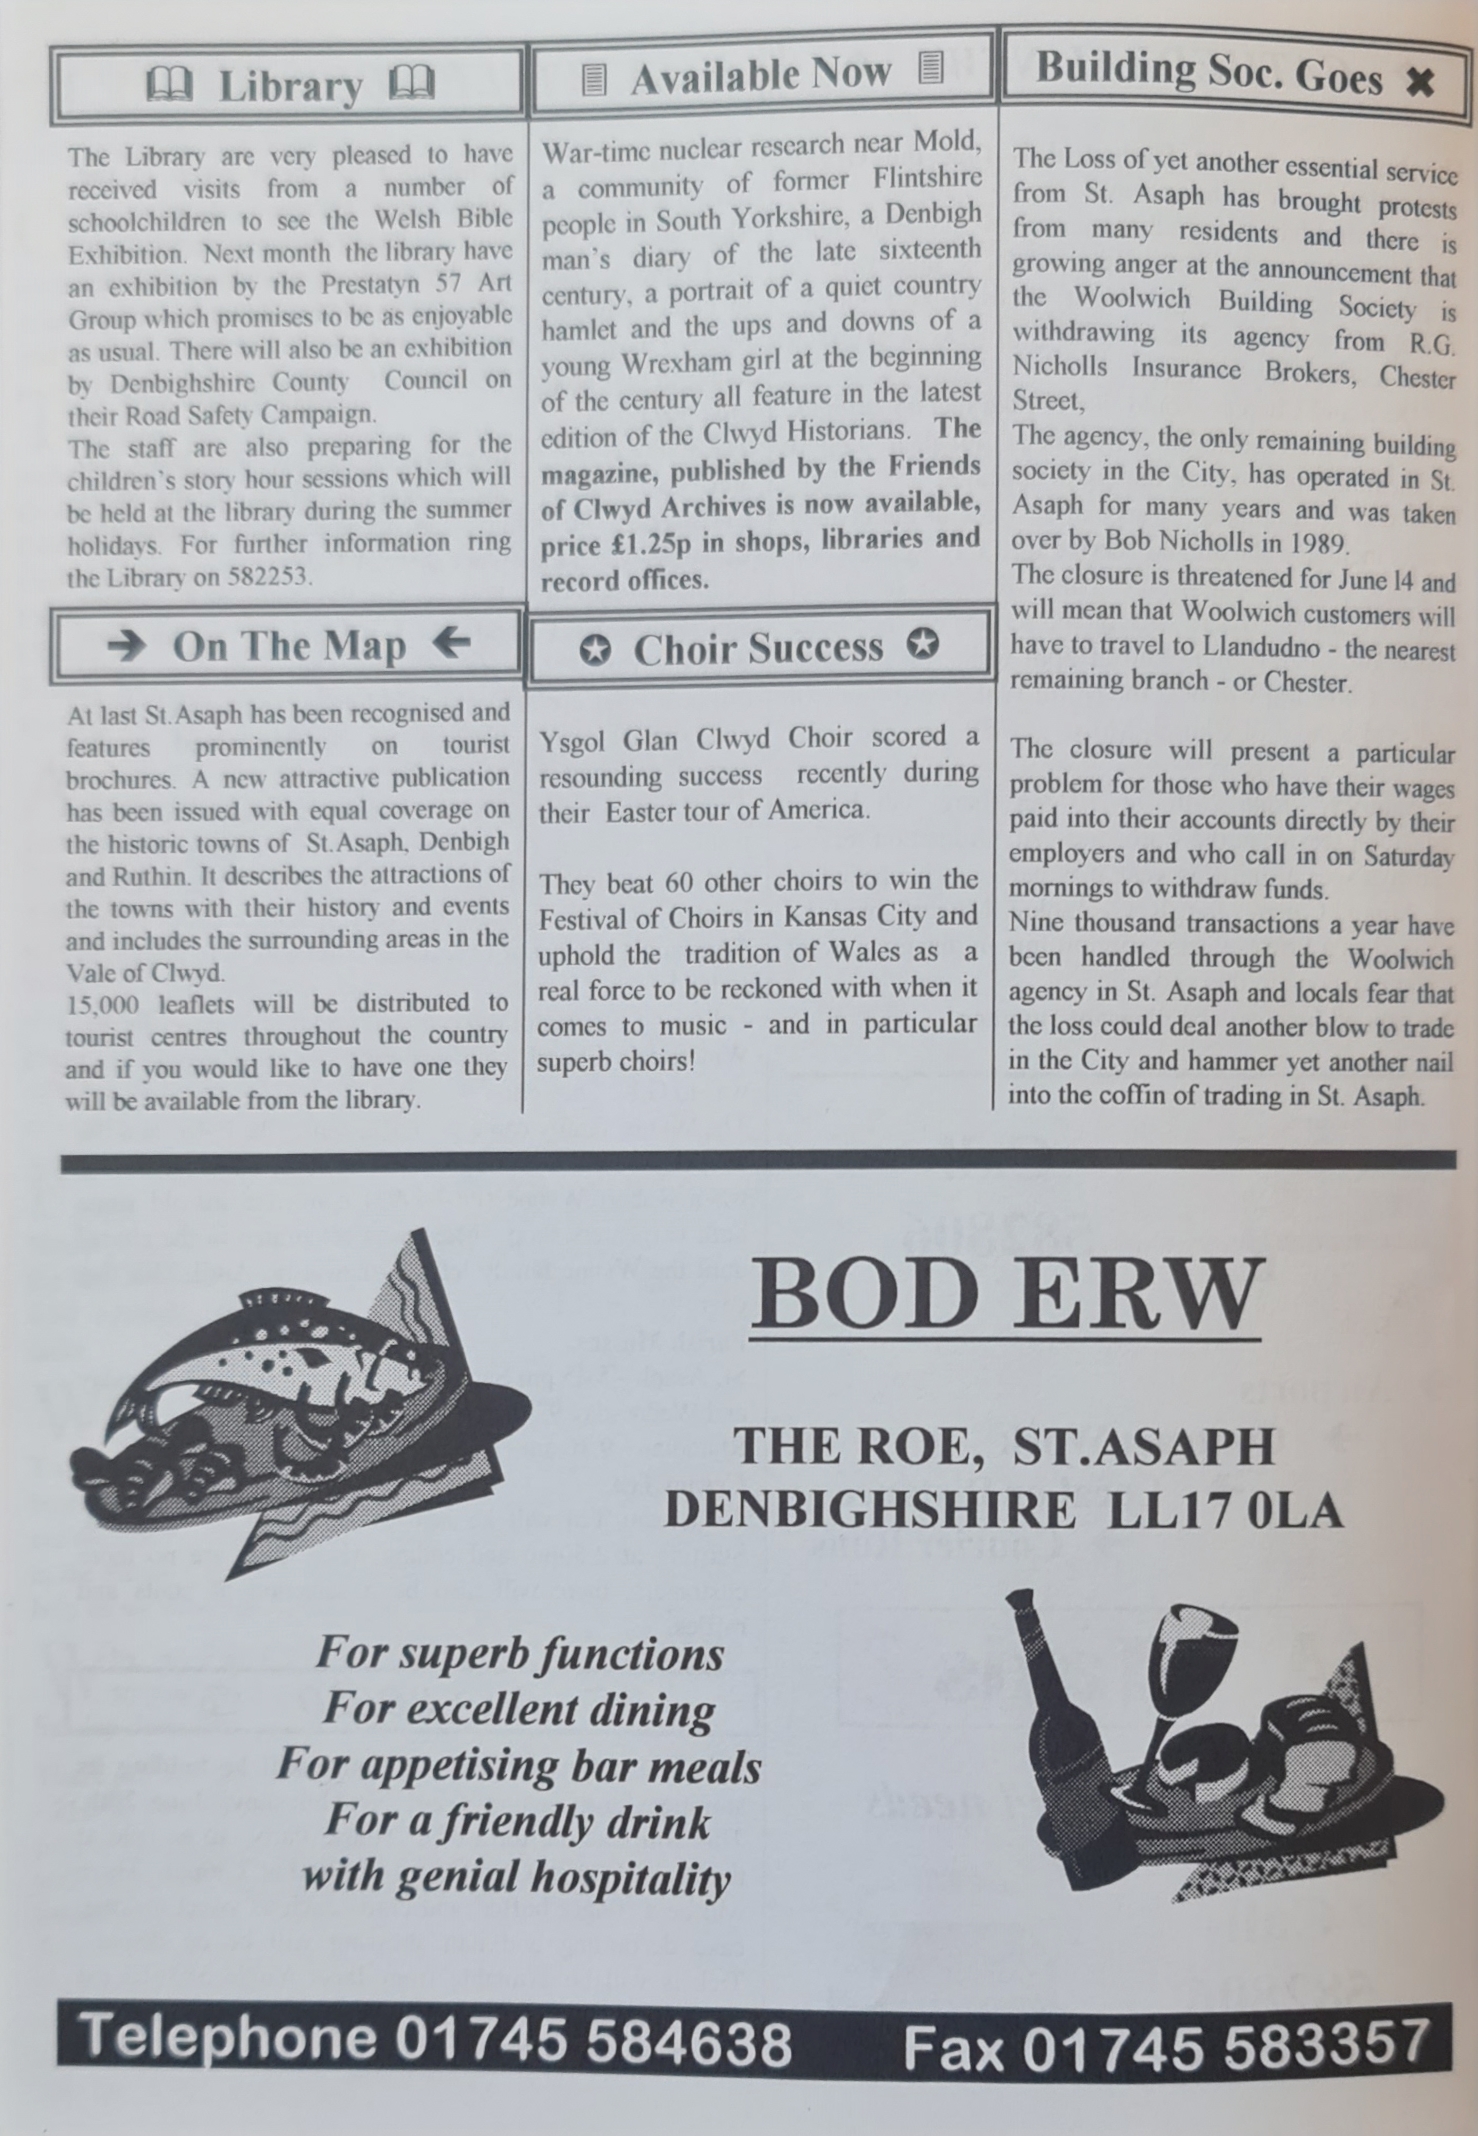 Library
The Library are very pleased to have
received visits from a number of
schoolchildren to see the Welsh Bible
Exhibition. Next month the library have
an exhibition by the Prestatyn 57 Art
Group which promises to be as enjoyable
as usual. There will also be an exhibition
by Denbighshire County Council on
their Road Safety Campaign.
The staff are also preparing for the
children's story hour sessions which will
be held at the library during the summer
holidays. For further information ring
the Library on 582253.
On The Map
At last St.Asaph has been recognised and
features prominently on tourist
brochures. A new attractive publication
has been issued with equal coverage on
the historic towns of St.Asaph, Denbigh
and Ruthin. It describes the attractions of
the towns with their history and events
and includes the surrounding areas in the
Vale of Clwyd.
15,000 leaflets will be distributed to
tourist centres throughout the country
and if you would like to have one they
will be available from the library.
Available Now
War-time nuclear research near Mold,
a community of former Flintshire
people in South Yorkshire, a Denbigh
man's diary of the late sixteenth
century, a portrait of a quiet country
hamlet and the ups and downs of a
young Wrexham girl at the beginning
of the century all feature in the latest
edition of the Clwyd Historians. The
magazine, published by the Friends
of Clwyd Archives is now available,
price £1.25p in shops, libraries and
record offices.
Choir Success
Ysgol Glan Clwyd Choir scored a
resounding success recently during
their Easter tour of America.
They beat 60 other choirs to win the
Festival of Choirs in Kansas City and
uphold the tradition of Wales as a
real force to be reckoned with when it
comes to music - and in particular
superb choirs!
Building Soc. Goes
The Loss of yet another essential service
from St. Asaph has brought protests
from many residents and there is
growing anger at the announcement that
the Woolwich Building Society is
withdrawing its agency from R.G.
Nicholls Insurance Brokers, Chester
Street,
The agency, the only remaining building
society in the City, has operated in St.
Asaph for many years and was taken
over by Bob Nicholls in 1989.
The closure is threatened for June 14 and
will mean that Woolwich customers will
have to travel to Llandudno - the nearest
remaining branch - or Chester.
The closure will present a particular
problem for those who have their wages
paid into their accounts directly by their
employers and who call in on Saturday
mornings to withdraw funds.
Nine thousand transactions a year have
been handled through the Woolwich
agency in St. Asaph and locals fear that
the loss could deal another blow to trade
in the City and hammer yet another nail
into the coffin of trading in St. Asaph.
BOD ERW
THE ROE, ST.ASAPH
DENBIGHSHIRE LL17 0LA
For superb functions
For excellent dining
For appetising bar meals
For a friendly drink
with genial hospitality
Telephone 01745 584638 Fax 01745 583357